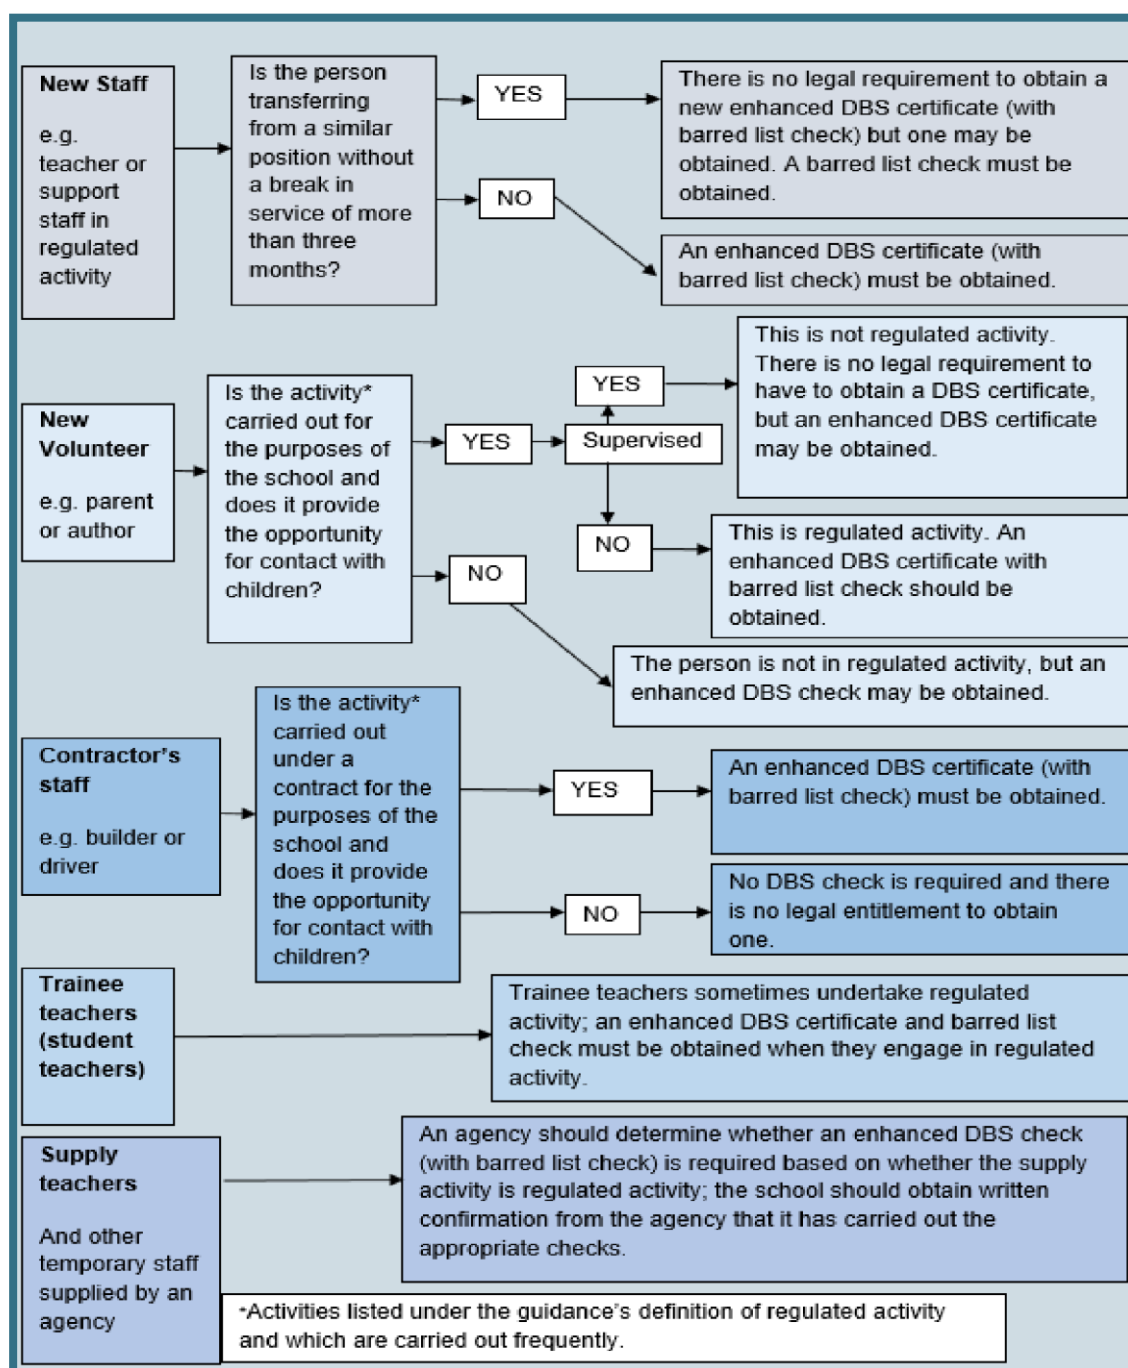 New Staff
e.g.
teacher or
support
staff in
regulated
activity
Is the person
transferring
from a similar
position without
a break in
service of more
than three
months?
YES
There is no legal requirement to obtain a
new enhanced DBS certificate (with
barred list check) but one may be
obtained. A barred list check must be
obtained.
NO
An enhanced DBS certificate (with
barred list check) must be obtained.
New
Volunteer
e.g. parent
or author
Is the activity*
carried out for
the purposes of
the school and
does it provide
the opportunity
for contact with
children?
YES
Supervised
YES
This is not regulated activity.
There is no legal requirement to
have to obtain a DBS certificate,
but an enhanced DBS certificate
may be obtained.
NO
This is regulated activity. An
enhanced DBS certificate with
barred list check should be
obtained.
NO
The person is not in regulated activity, but an
enhanced DBS check may be obtained.
Contractor's
staff
e.g. builder or
driver
Is the activity*
carried out
under a
contract for the
purposes of the
school and
does it provide
the opportunity
for contact with
children?
YES
An enhanced DBS certificate (with
barred list check) must be obtained.
NO
No DBS check is required and there
is no legal entitlement to obtain
one.
Trainee
teachers
(student
teachers)
Trainee teachers sometimes undertake regulated
activity; an enhanced DBS certificate and barred list
check must be obtained when they engage in regulated
activity.
Supply
teachers
And other
temporary staff
supplied by an
agency
An agency should determine whether an enhanced DBS check
(with barred list check) is required based on whether the supply
activity is regulated activity; the school should obtain written
confirmation from the agency that it has carried out the
appropriate checks.
*Activities listed under the guidance's definition of regulated activity
and which are carried out frequently.